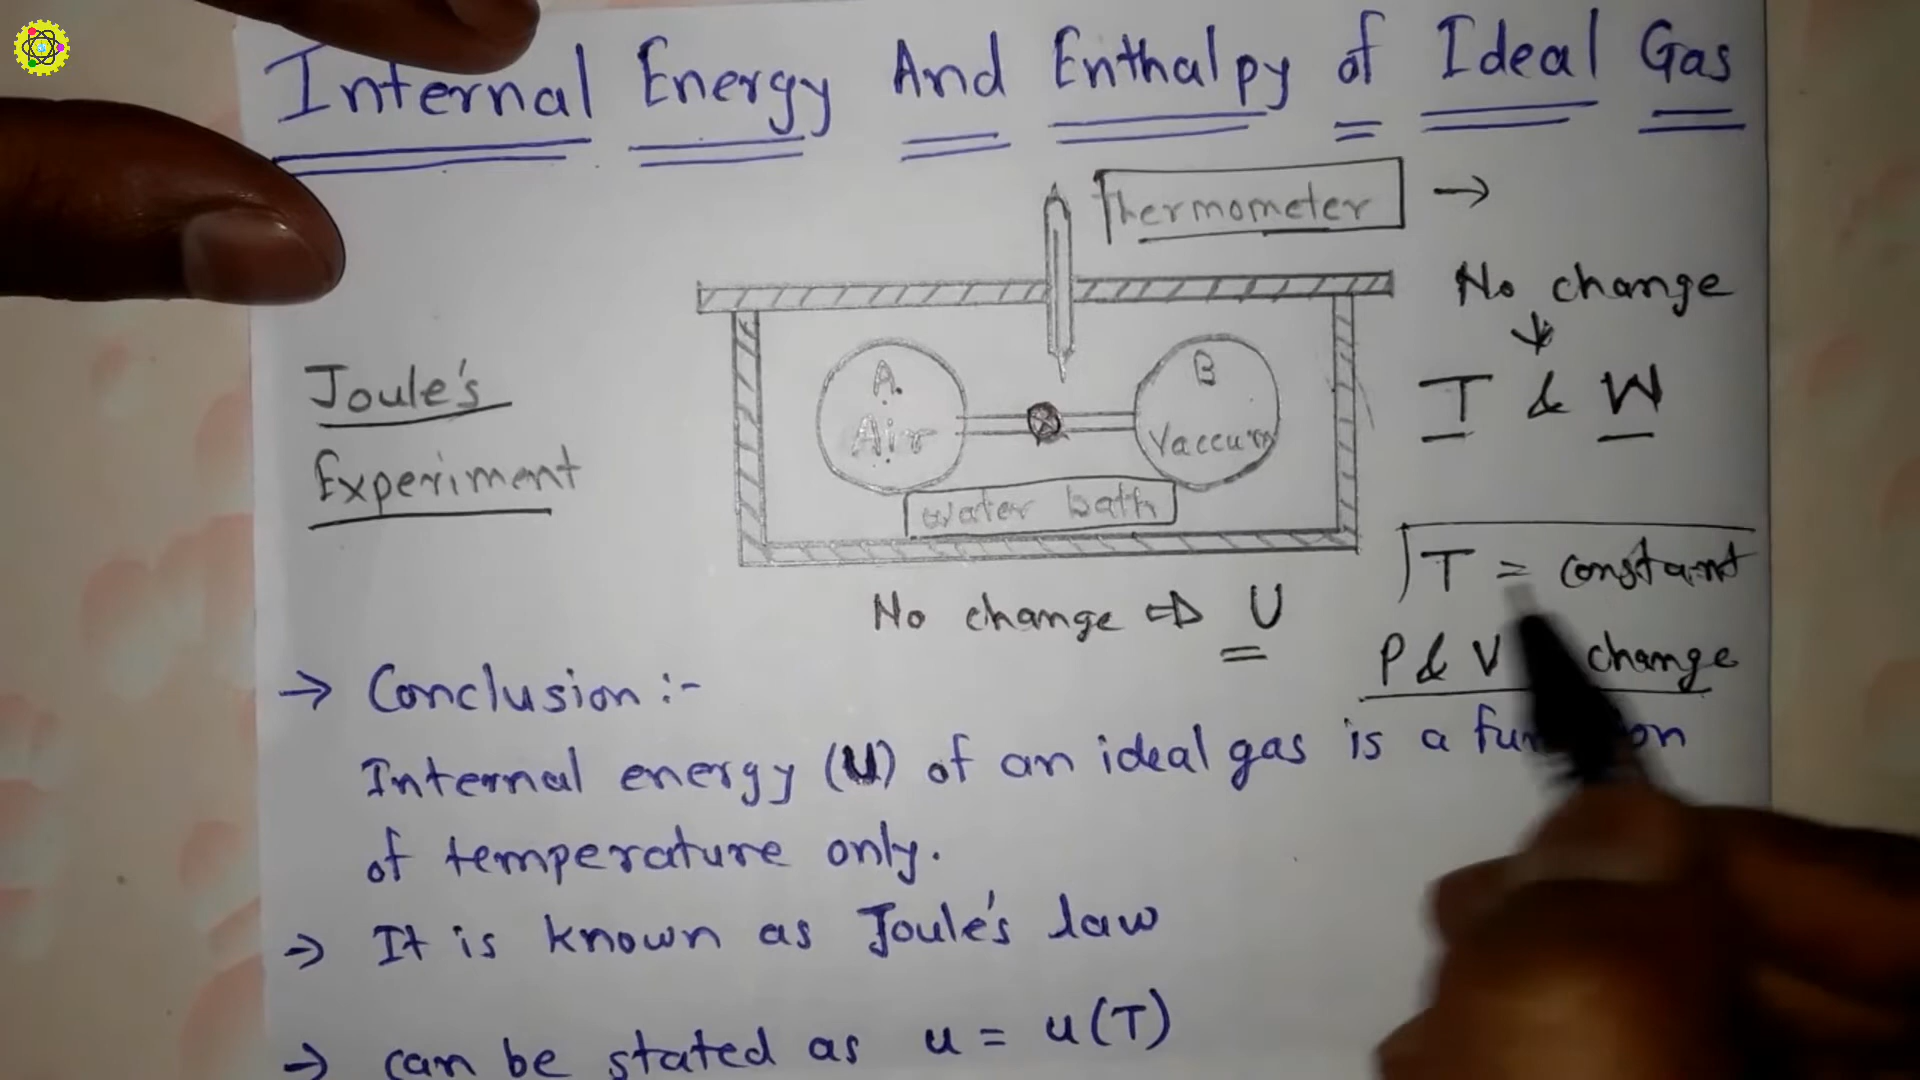 Internal Energy And Enthalpy of Ideal Gas
Thermometer →
No change
↓
T & W
A.
Air
B
Vaccum
Joule's
Experiment
water bath
T = constant
No change ⇒ U
P & V change
→ Conclusion :-
Internal energy (U) of an ideal gas is a
of temperature only.
→ It is known as Joule's law
→ can be stated as u = u(T)